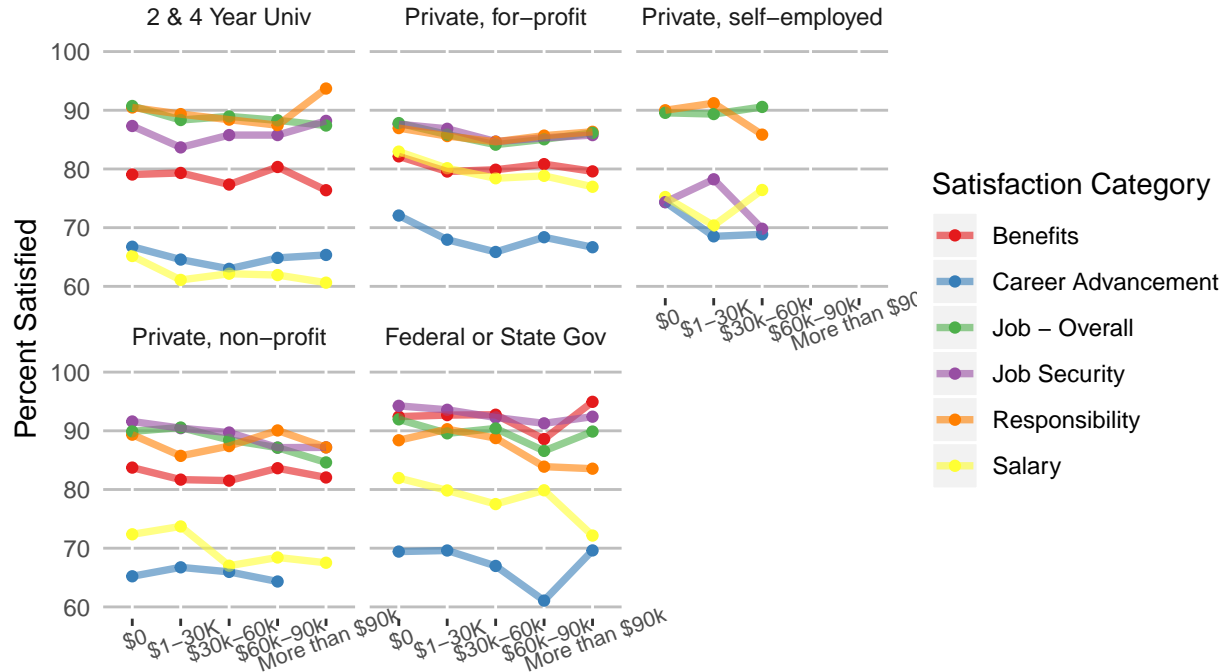 2 & 4 Year Univ
Private, for−profit
Private, self−employed
100
90
80
70
60
$0
$1−30K
$30k−60k
$60k−90k
More than $90
Private, non−profit
Federal or State Gov
100
90
80
70
60
$0
$1−30K
$30k−60k
$60k−90k
More than $90k
$0
$1−30K
$30k−60k
$60k−90k
More than $90k
Percent Satisfied
Satisfaction Category
Benefits
Career Advancement
Job − Overall
Job Security
Responsibility
Salary